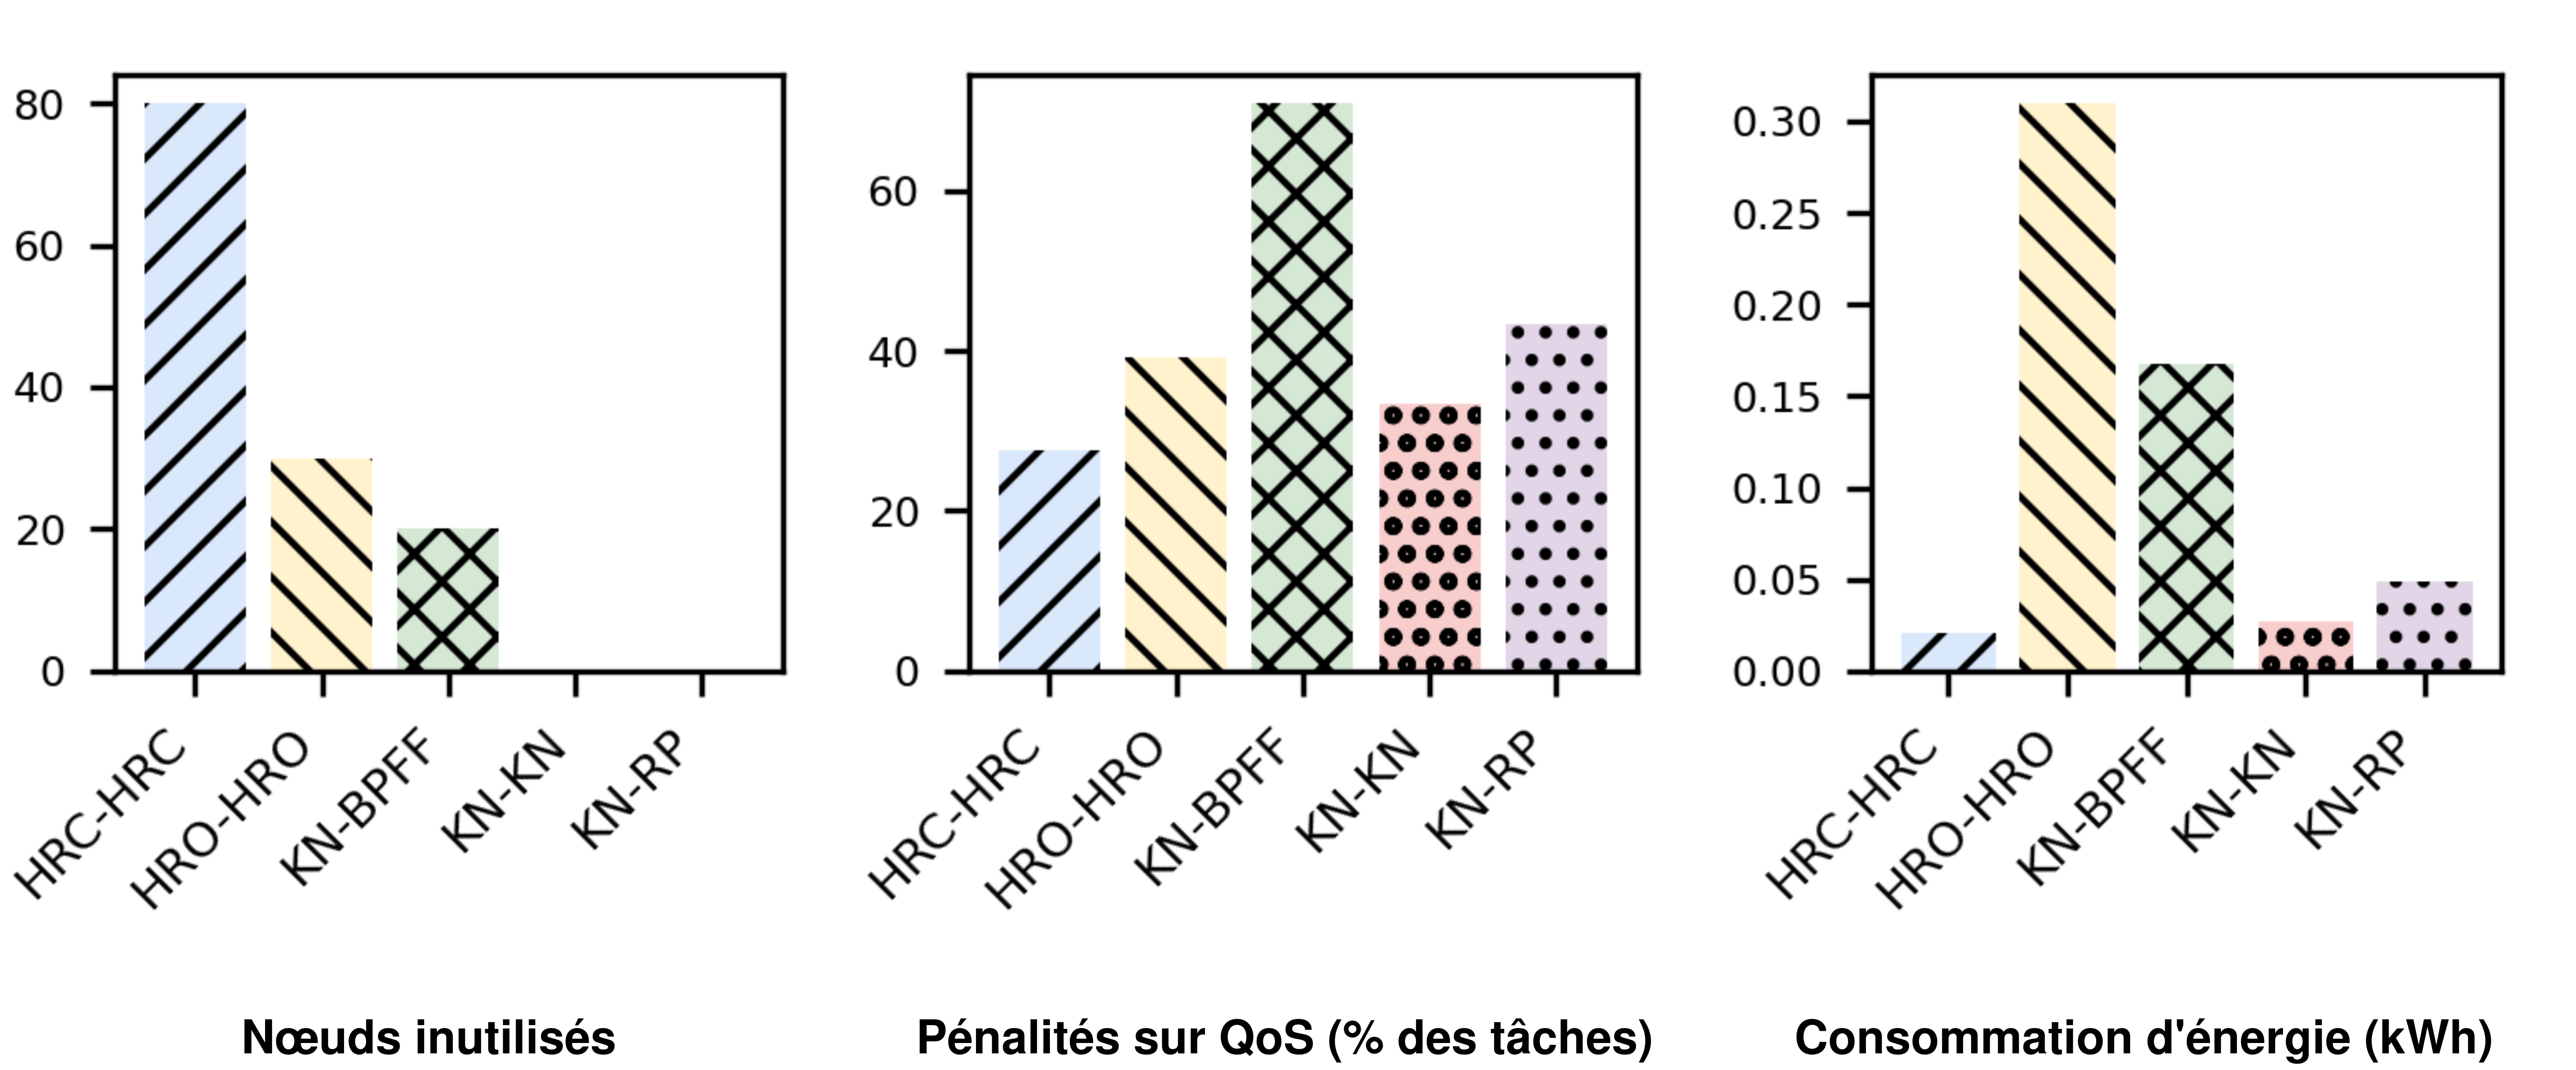 80
60
40
20
0
HRC-HRC
HRO-HRO
KN-BPFF
KN-KN
KN-RP
Nœuds inutilisés
60
40
20
0
HRC-HRC
HRO-HRO
KN-BPFF
KN-KN
KN-RP
Pénalités sur QoS (% des tâches)
0.30
0.25
0.20
0.15
0.10
0.05
0.00
HRC-HRC
HRO-HRO
KN-BPFF
KN-KN
KN-RP
Consommation d'énergie (kWh)